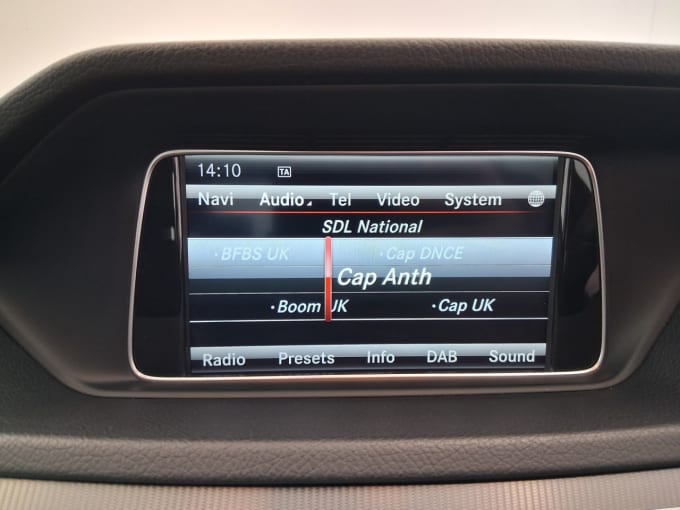 14:10 TA
Navi Audio Tel Video System
SDL National
·BFBS UK ·Cap DNCE
Cap Anth
·Boom UK ·Cap UK
Radio Presets Info DAB Sound